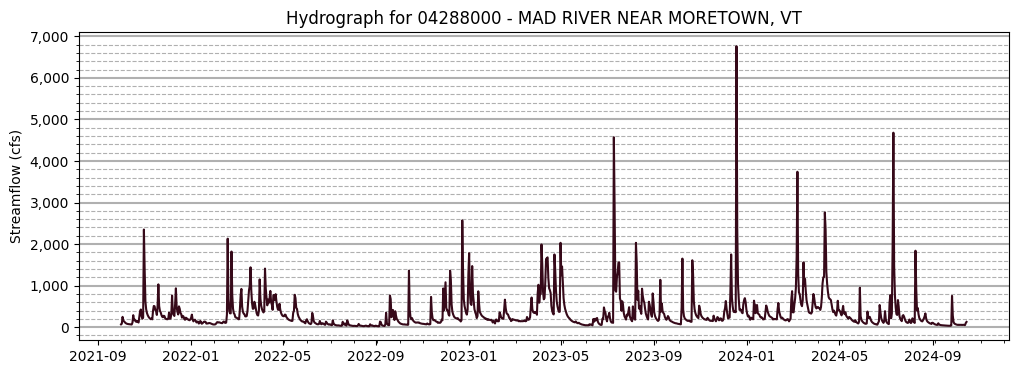 Hydrograph for 04288000 - MAD RIVER NEAR MORETOWN, VT
Streamflow (cfs)
7,000
6,000
5,000
4,000
3,000
2,000
1,000
0
2021-09 2022-01 2022-05 2022-09 2023-01 2023-05 2023-09 2024-01 2024-05 2024-09